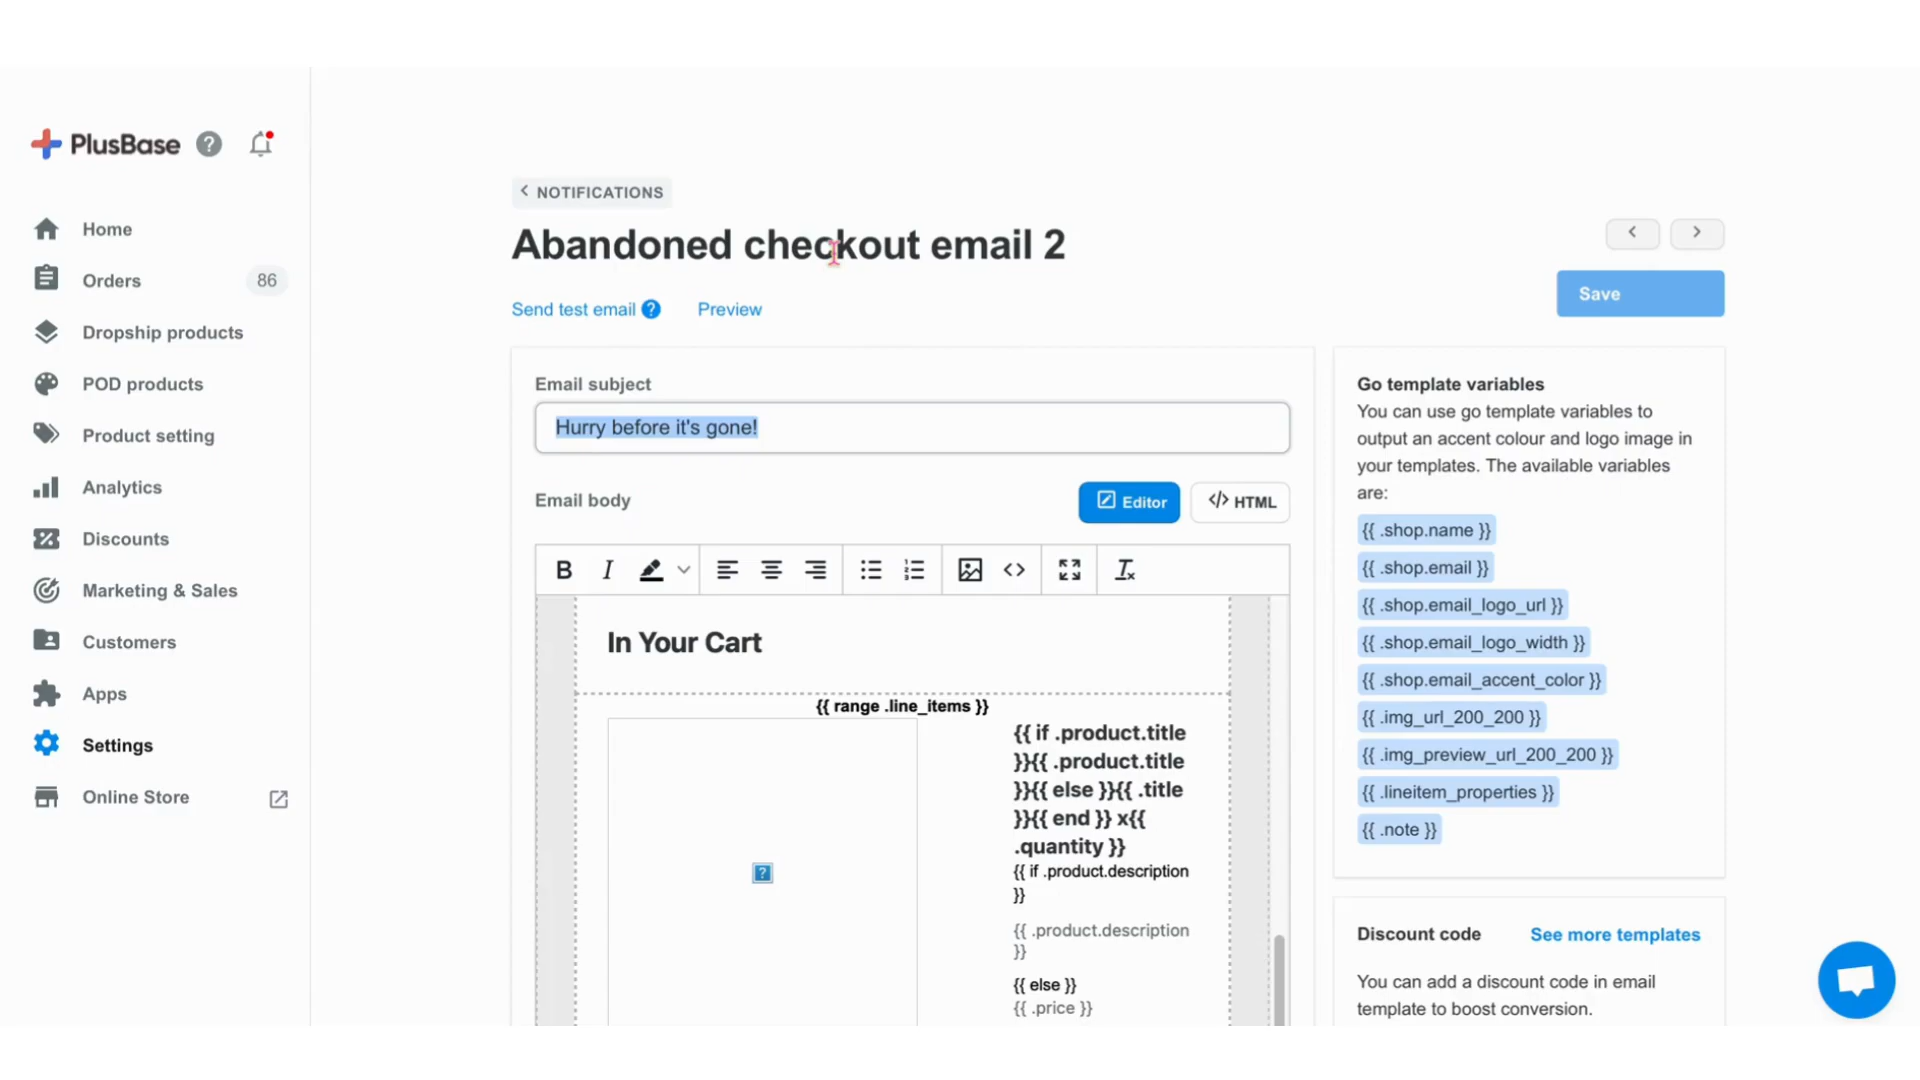 PlusBase
Home
Orders 86
Dropship products
POD products
Product setting
Analytics
Discounts
Marketing & Sales
Customers
Apps
Settings
Online Store
NOTIFICATIONS
Abandoned checkout email 2
Send test email ? Preview
Save
Email subject
Hurry before it's gone!
Email body
Editor
</> HTML
In Your Cart
{{ range .line_items }}
{{ if .product.title
}}{{ .product.title
}}{{ else }}{{ .title
}}{{ end }} x{{
.quantity }}
{{ if .product.description
}}
{{ .product.description
}}
{{ else }}
{{ .price }}
Go template variables
You can use go template variables to
output an accent colour and logo image in
your templates. The available variables
are:
{{ .shop.name }}
{{ .shop.email }}
{{ .shop.email_logo_url }}
{{ .shop.email_logo_width }}
{{ .shop.email_accent_color }}
{{ .img_url_200_200 }}
{{ .img_preview_url_200_200 }}
{{ .lineitem_properties }}
{{ .note }}
Discount code See more templates
You can add a discount code in email
template to boost conversion.